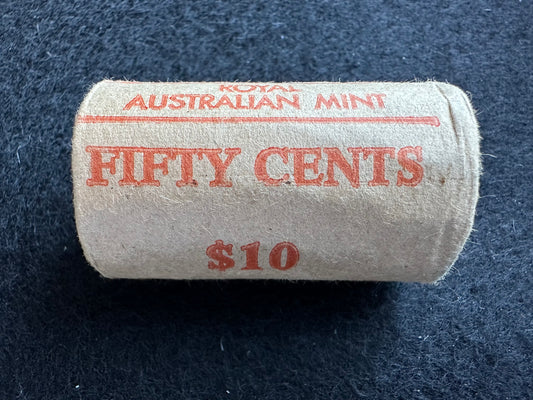 ROYAL
AUSTRALIAN MINT
FIFTY CENTS
$10